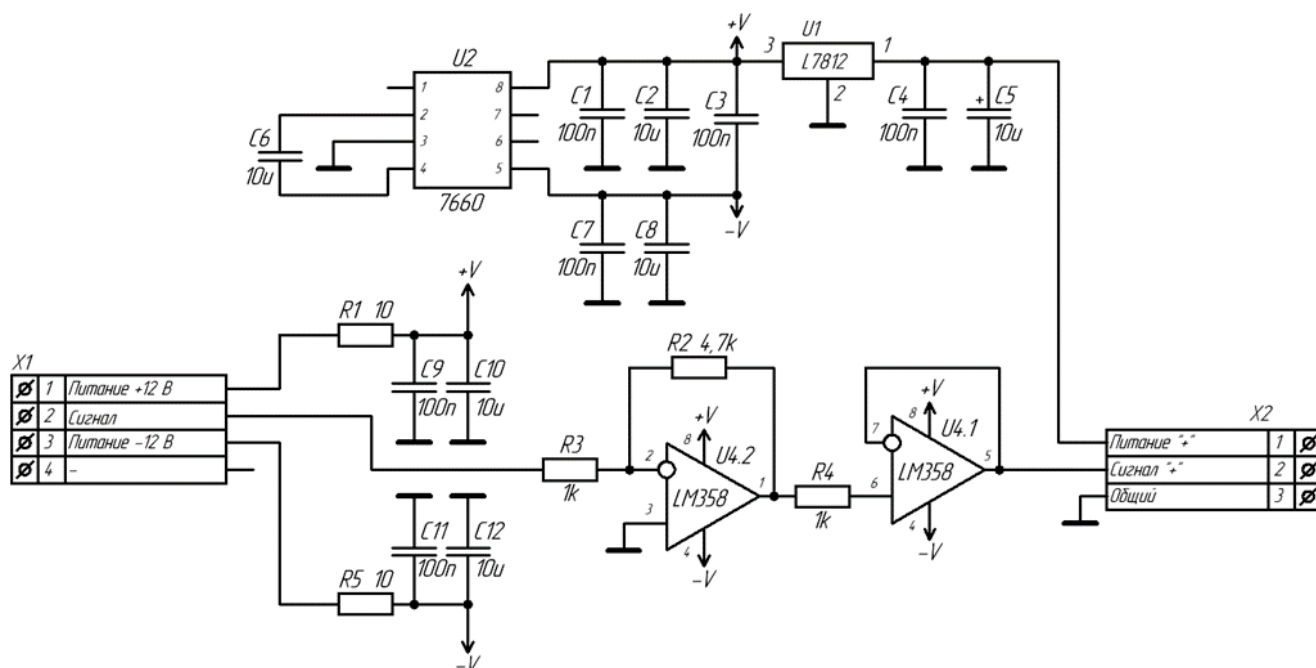 +V
U1
3
L7812
1
2
U2
1
2
3
4
8
7
6
5
7660
C6
10u
C1
100n
C2
10u
C3
100n
C4
100n
+
C5
10u
C7
100n
C8
10u
-V
+V
R1 10
C9
100n
C10
10u
X1
1 Питание +12 В
2 Сигнал
3 Питание -12 В
4 -
C11
100n
C12
10u
R5 10
-V
R2 4,7k
R3
1k
+V
8
U4.2
2
LM358
1
3
4
-V
R4
1k
+V
8
U4.1
7
LM358
5
6
4
-V
X2
Питание "+" 1
Сигнал "+" 2
Общий 3